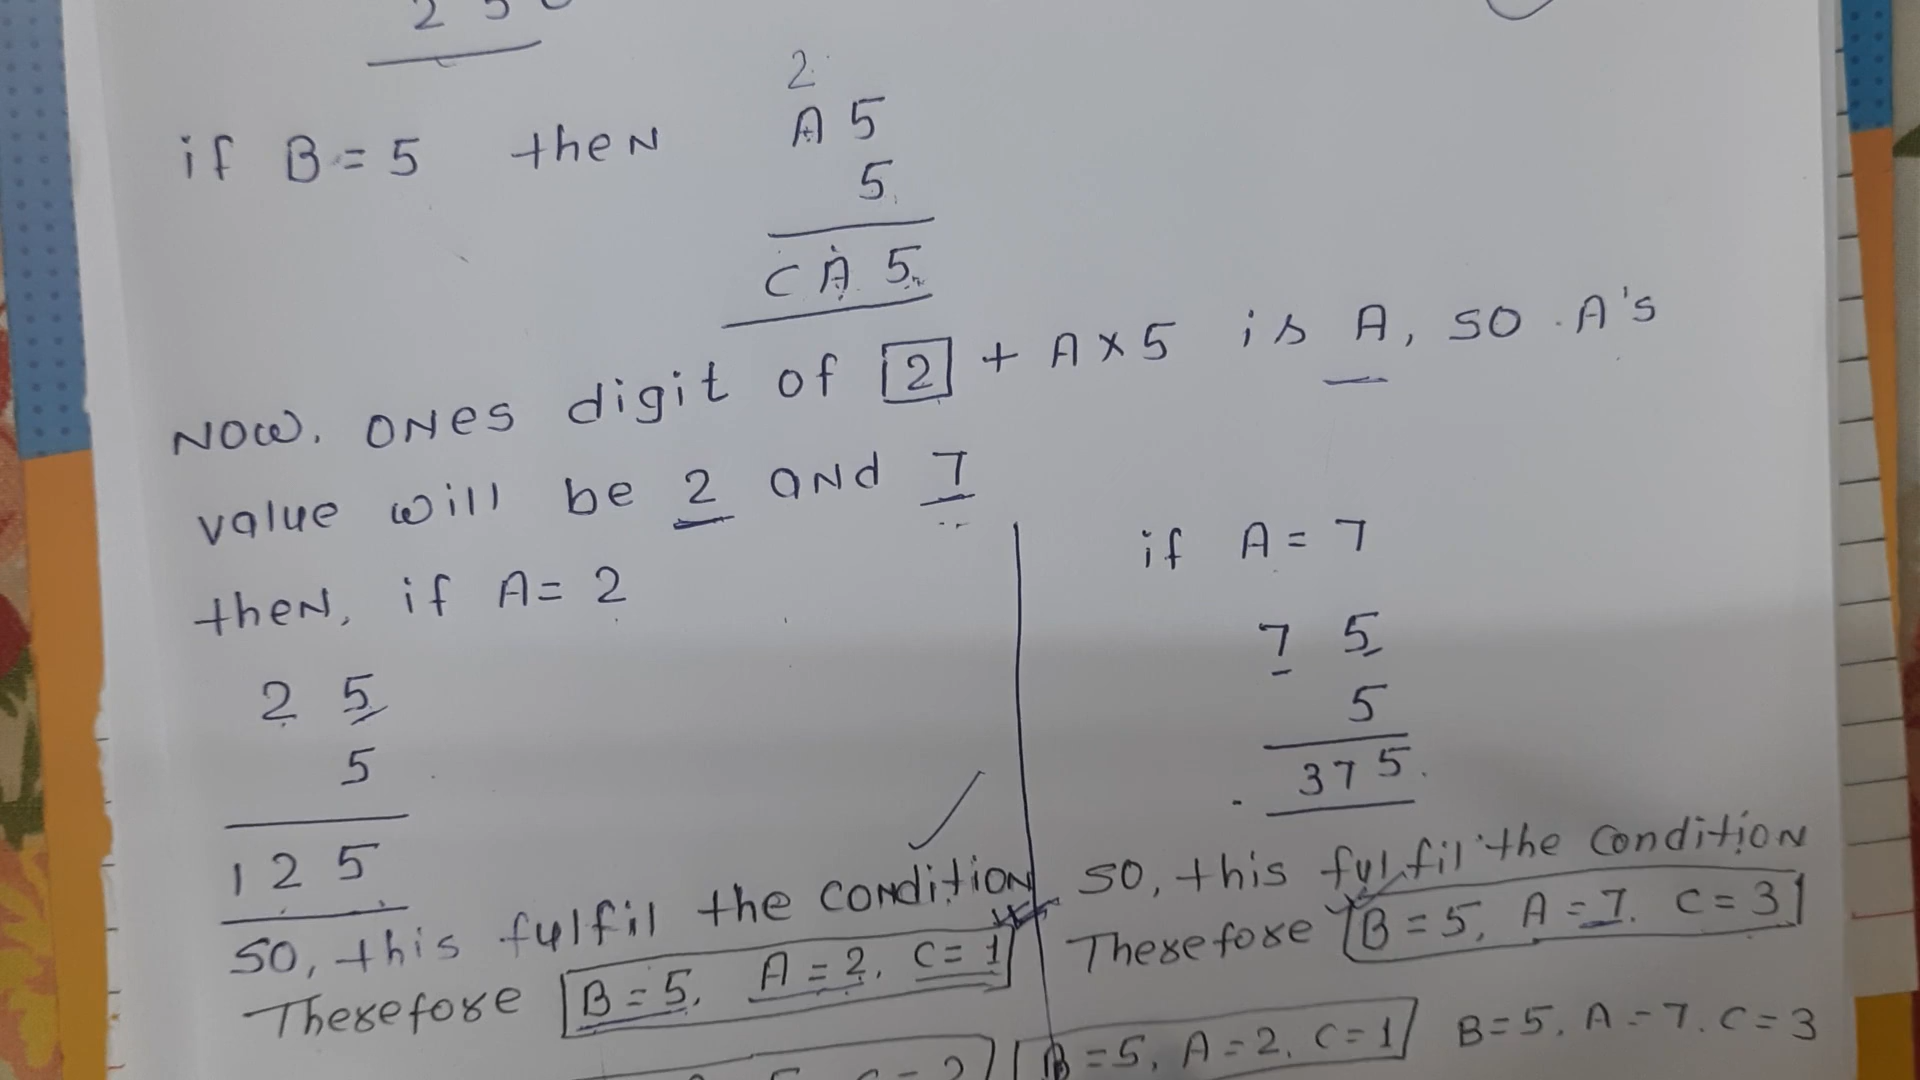 2 5
2
if B = 5 then A 5
5
C A 5
Now, ones digit of 2 + A × 5 is A, so A's
value will be 2 and 7
then, if A = 2
2 5
5
1 2 5
so, this fulfil the condition
Therefore B = 5, A = 2, C = 1
if A = 7
7 5
5
3 7 5
so, this fulfil the condition
Therefore B = 5, A = 7, C = 3
B = 5, A = 2, C = 1 B = 5, A = 7, C = 3